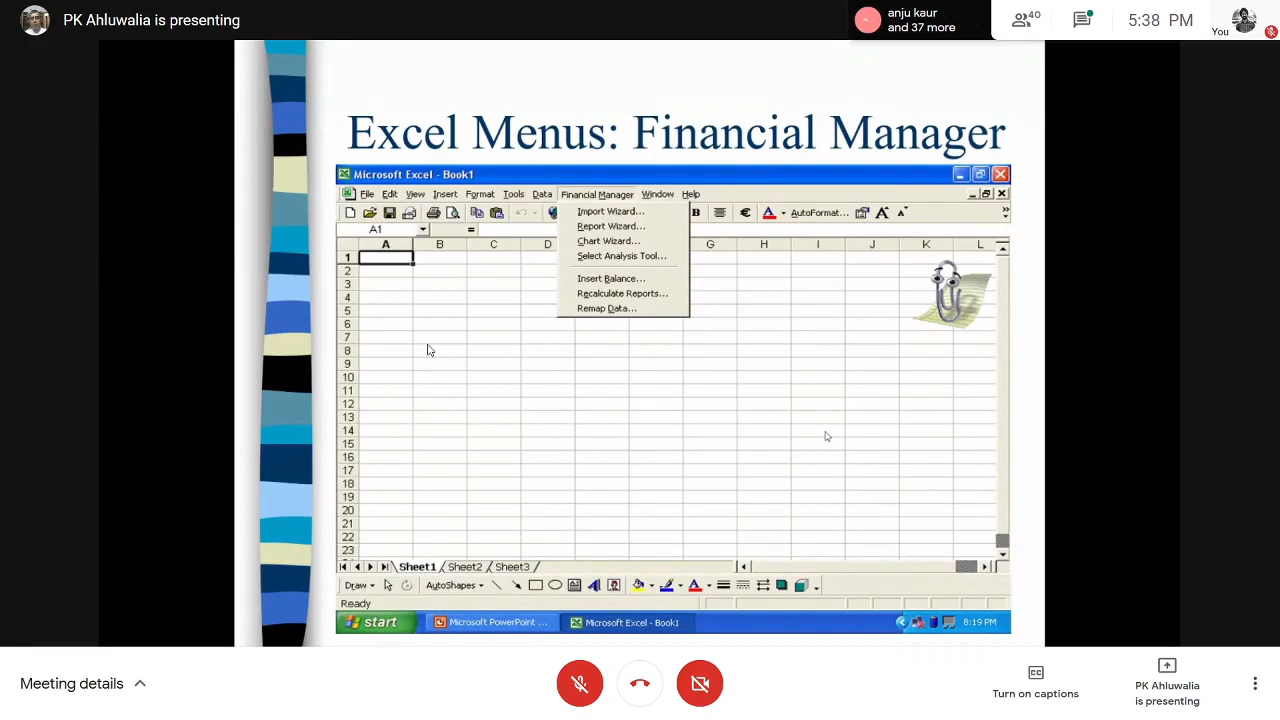 PK Ahluwalia is presenting
anju kaur
and 37 more
40
5:38 PM
You
Excel Menus: Financial Manager
Microsoft Excel - Book1
File Edit View Insert Format Tools Data Financial Manager Window Help
B € A AutoFormat... A A
Import Wizard...
Report Wizard...
Chart Wizard...
Select Analysis Tool...
Insert Balance...
Recalculate Reports...
Remap Data...
A1 =
A B C D G H I J K L
1
2
3
4
5
6
7
8
9
10
11
12
13
14
15
16
17
18
19
20
21
22
23
Sheet1 Sheet2 Sheet3
Draw AutoShapes A A
Ready
start Microsoft PowerPoint ... Microsoft Excel - Book1 8:19 PM
Meeting details
CC
Turn on captions
PK Ahluwalia
is presenting